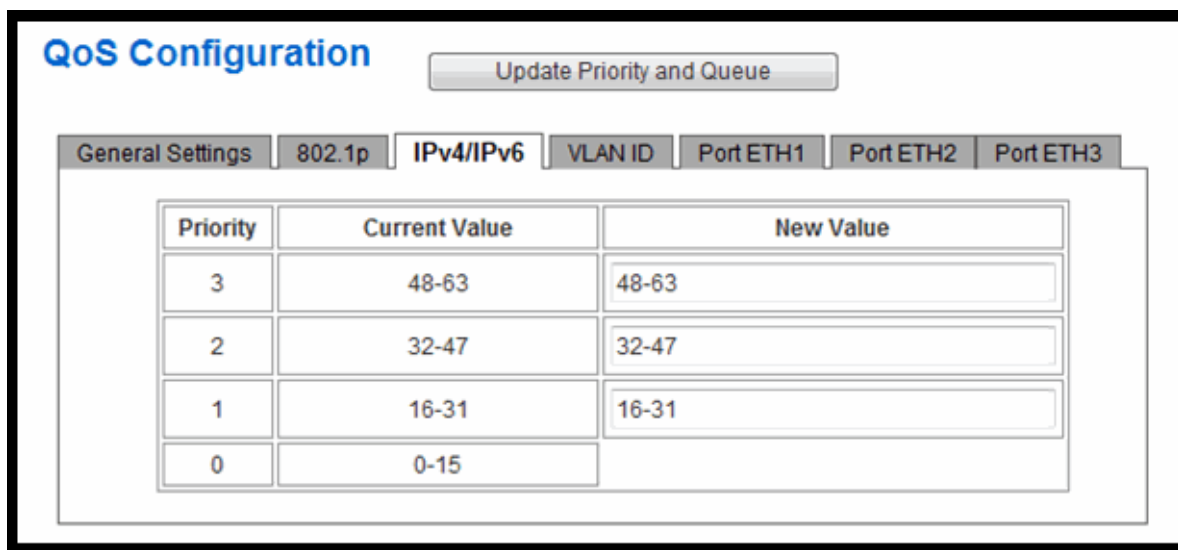 QoS Configuration
Update Priority and Queue
General Settings 802.1p IPv4/IPv6 VLAN ID Port ETH1 Port ETH2 Port ETH3
Priority Current Value New Value
3 48-63 48-63
2 32-47 32-47
1 16-31 16-31
0 0-15